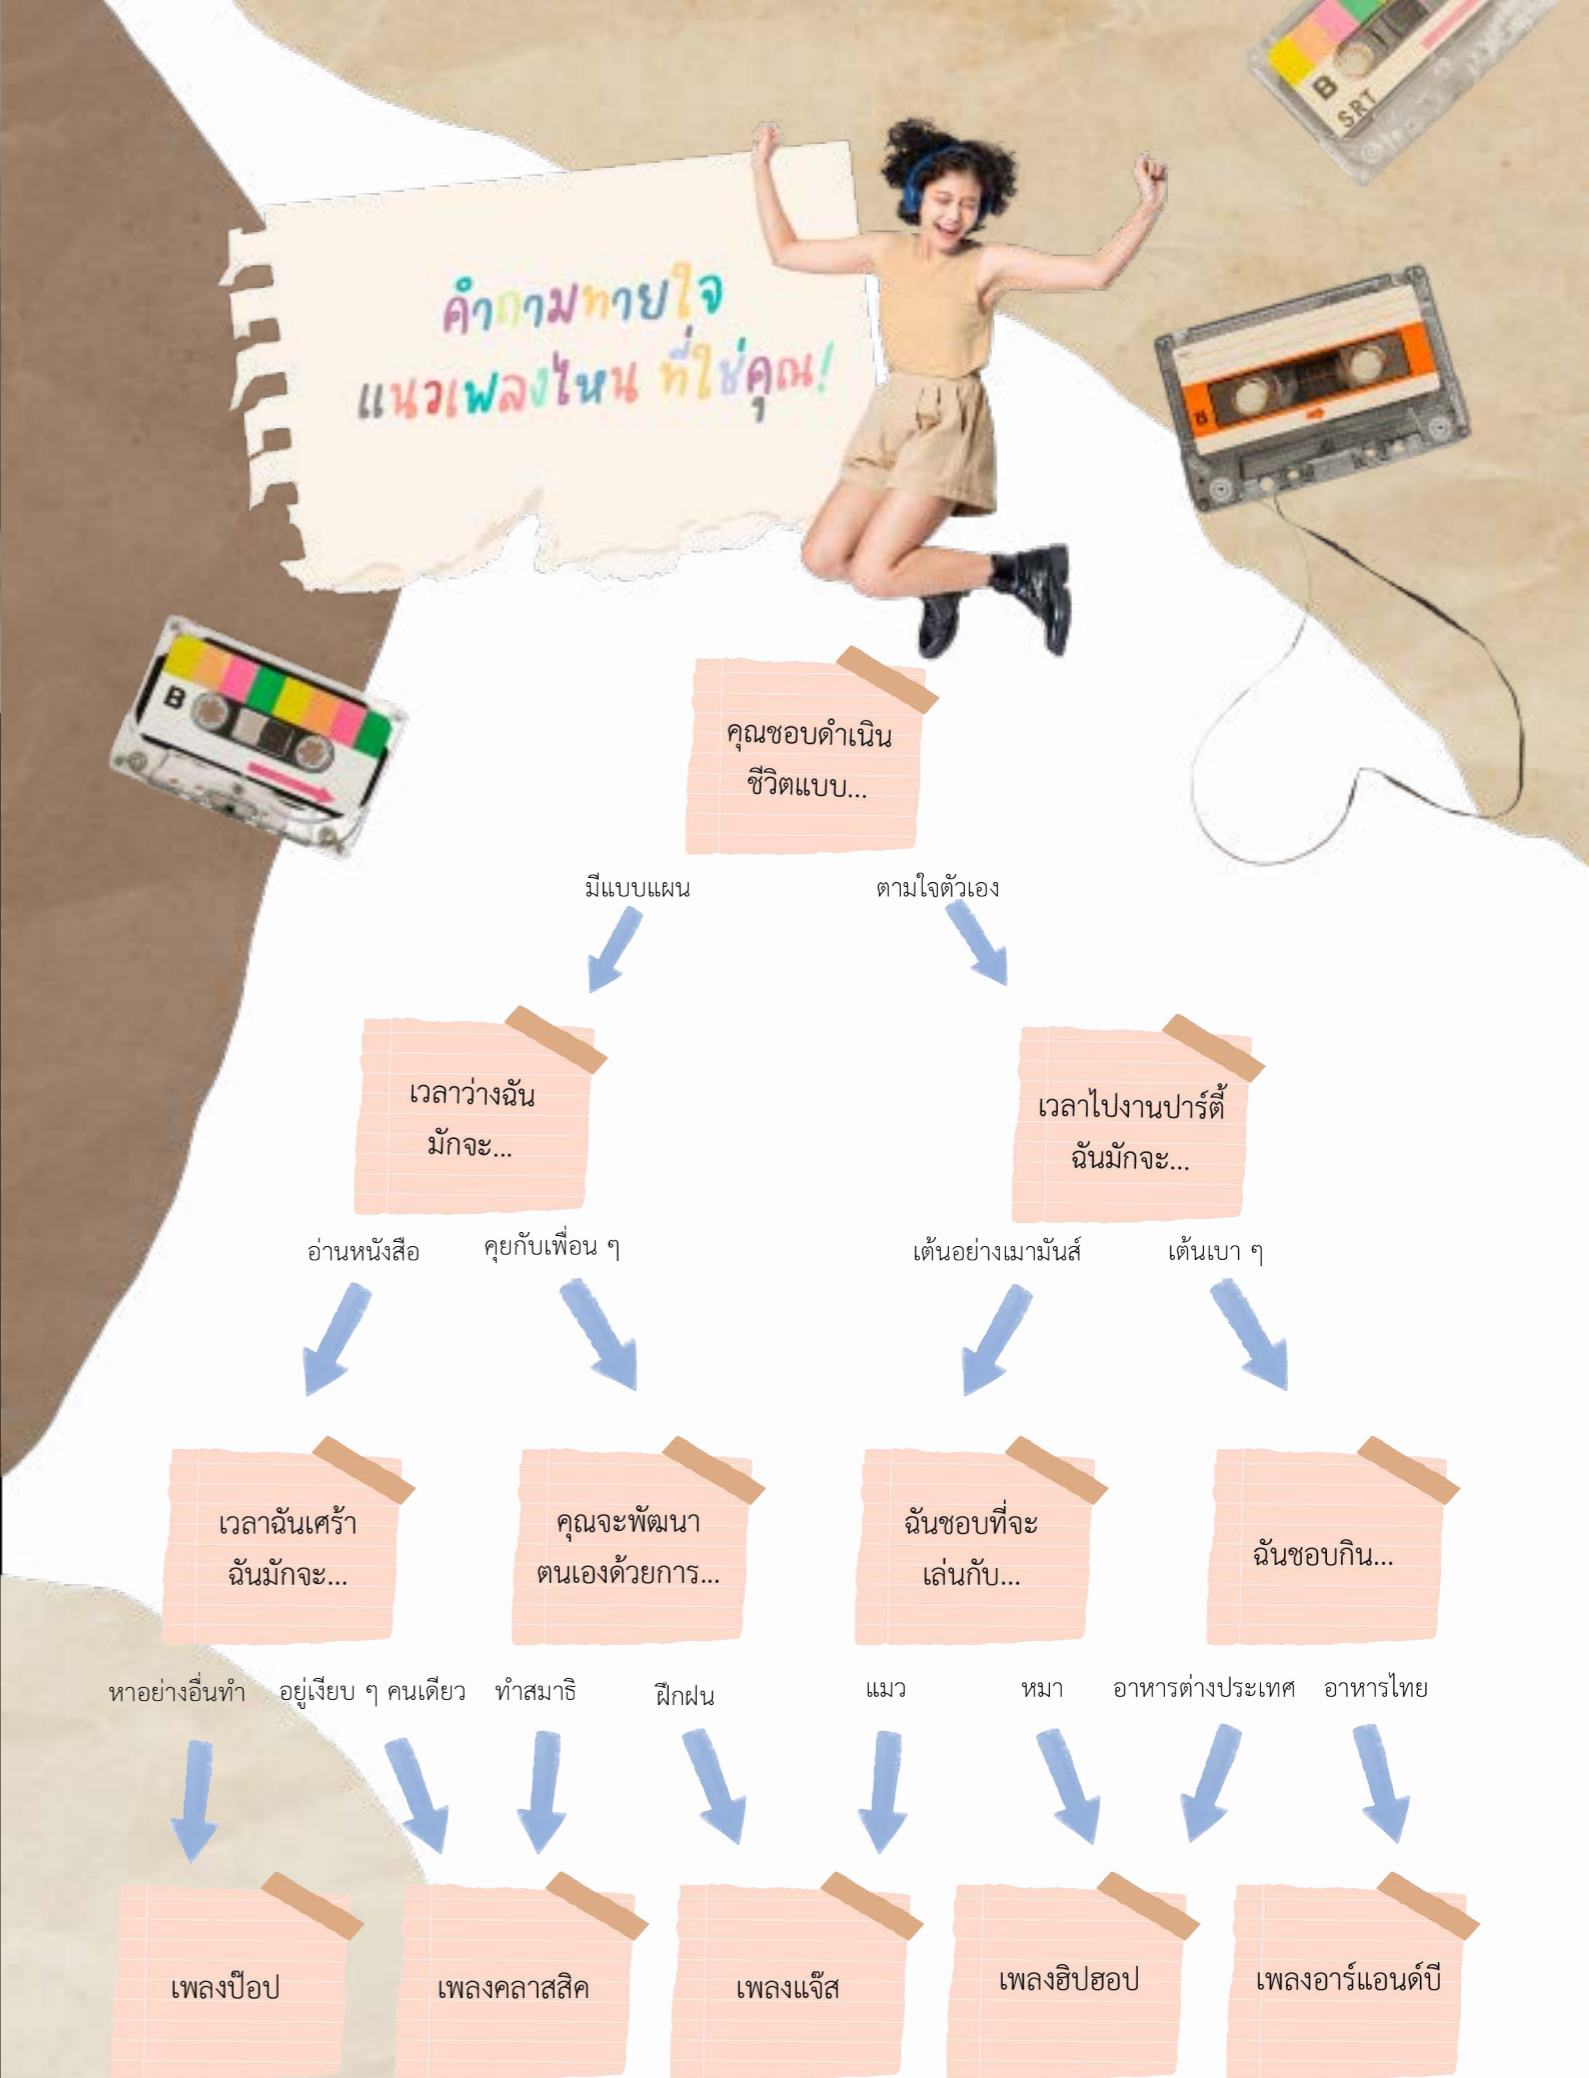 B
SRT
คำถามทายใจ
แนวเพลงไหน ที่ใช่คุณ!
B
B
คุณชอบดำเนิน
ชีวิตแบบ...
มีแบบแผน
ตามใจตัวเอง
เวลาว่างฉัน
มักจะ...
เวลาไปงานปาร์ตี้
ฉันมักจะ...
อ่านหนังสือ
คุยกับเพื่อน ๆ
เต้นอย่างเมามันส์
เต้นเบา ๆ
เวลาฉันเศร้า
ฉันมักจะ...
คุณจะพัฒนา
ตนเองด้วยการ...
ฉันชอบที่จะ
เล่นกับ...
ฉันชอบกิน...
หาอย่างอื่นทำ
อยู่เงียบ ๆ คนเดียว
ทำสมาธิ
ฝึกฝน
แมว
หมา
อาหารต่างประเทศ
อาหารไทย
เพลงป๊อป
เพลงคลาสสิค
เพลงแจ๊ส
เพลงฮิปฮอป
เพลงอาร์แอนด์บี